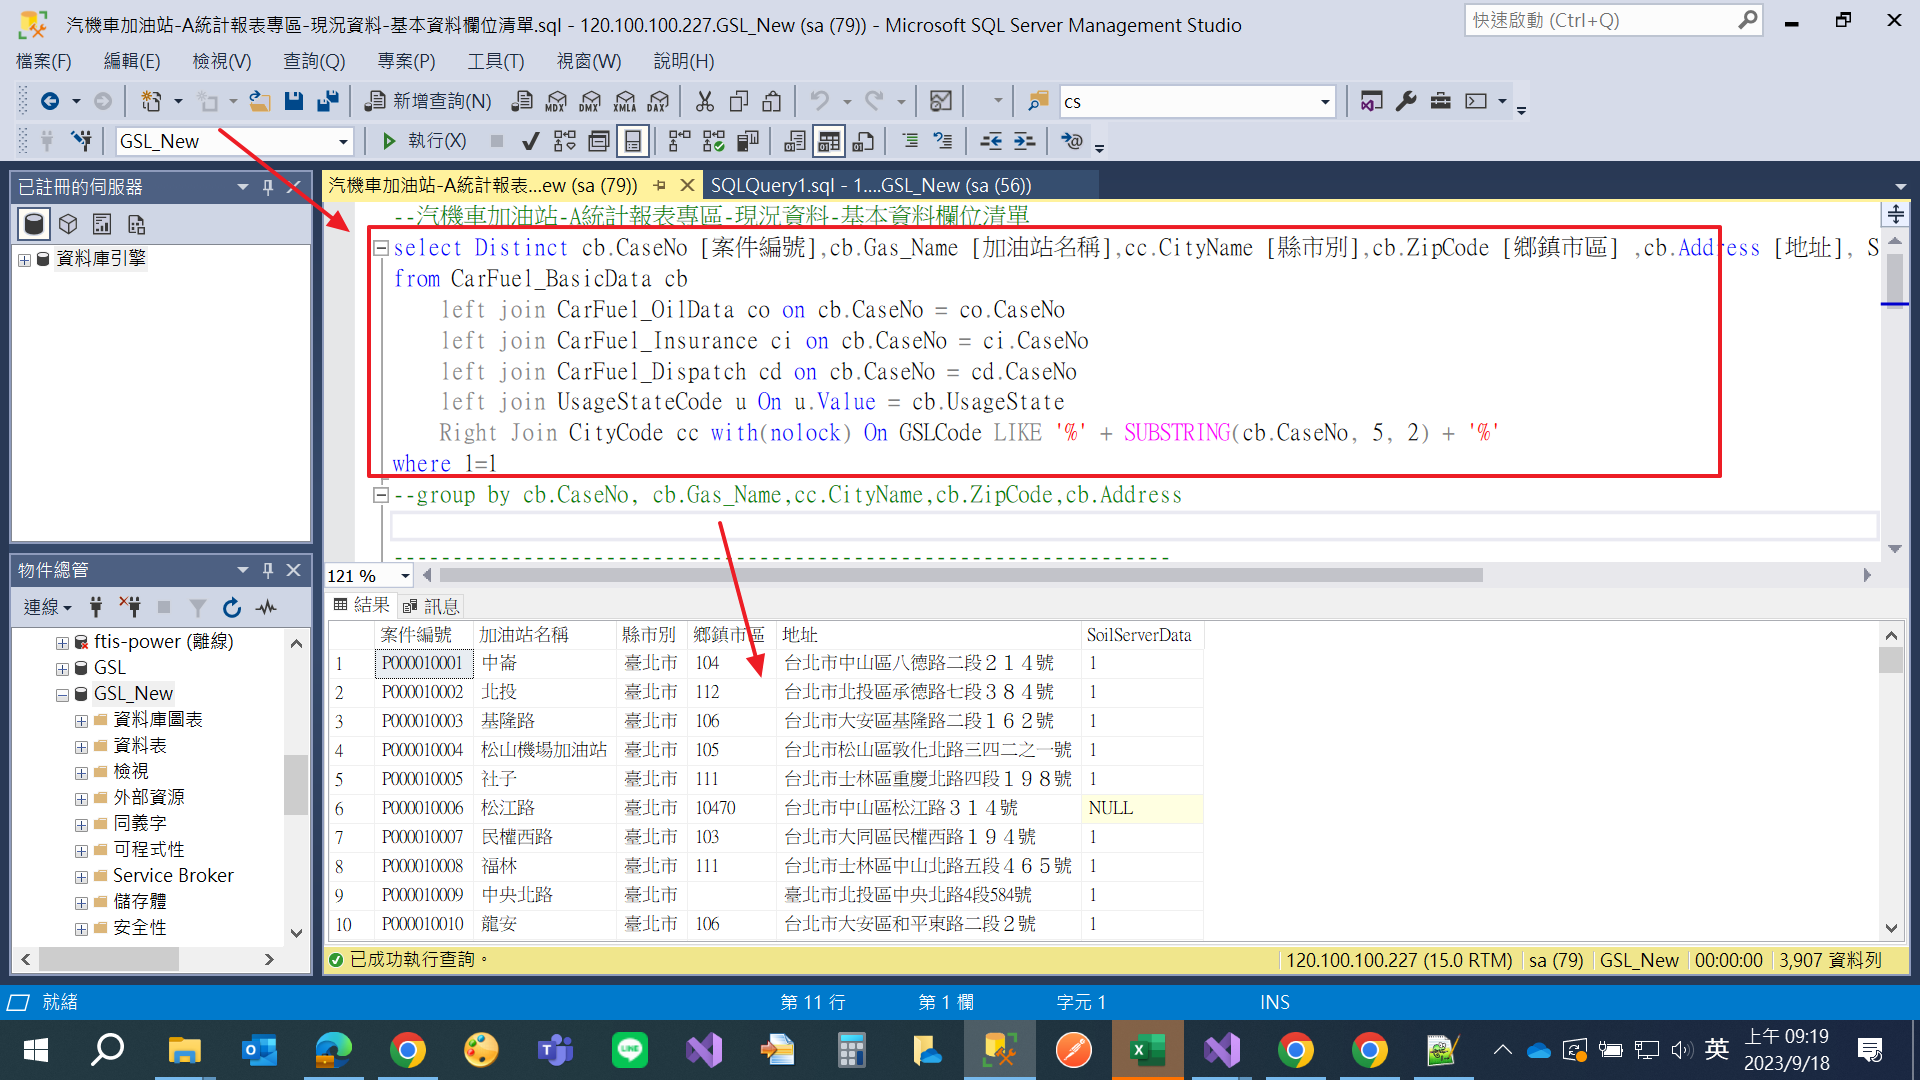 汽機車加油站-A統計報表專區-現況資料-基本資料欄位清單.sql - 120.100.100.227.GSL_New (sa (79)) - Microsoft SQL Server Management Studio
快速啟動 (Ctrl+Q)
檔案(F) 編輯(E) 檢視(V) 查詢(Q) 專案(P) 工具(T) 視窗(W) 說明(H)
新增查詢(N) MDX DMX XMLA DAX cs
GSL_New 執行(X)
已註冊的伺服器
資料庫引擎
汽機車加油站-A統計報表...ew (sa (79)) SQLQuery1.sql - 1....GSL_New (sa (56))
--汽機車加油站-A統計報表專區-現況資料-基本資料欄位清單
select Distinct cb.CaseNo [案件編號],cb.Gas_Name [加油站名稱],cc.CityName [縣市別],cb.ZipCode [鄉鎮市區] ,cb.Address [地址], S
from CarFuel_BasicData cb
left join CarFuel_OilData co on cb.CaseNo = co.CaseNo
left join CarFuel_Insurance ci on cb.CaseNo = ci.CaseNo
left join CarFuel_Dispatch cd on cb.CaseNo = cd.CaseNo
left join UsageStateCode u On u.Value = cb.UsageState
Right Join CityCode cc with(nolock) On GSLCode LIKE '%' + SUBSTRING(cb.CaseNo, 5, 2) + '%'
where 1=1
--group by cb.CaseNo, cb.Gas_Name,cc.CityName,cb.ZipCode,cb.Address
------------------------------------------------------------------
121 %
物件總管
連線
ftis-power (離線)
GSL
GSL_New
資料庫圖表
資料表
檢視
外部資源
同義字
可程式性
Service Broker
儲存體
安全性
結果 訊息
案件編號 加油站名稱 縣市別 鄉鎮市區 地址 SoilServerData
1 P000010001 中崙 臺北市 104 台北市中山區八德路二段２１４號 1
2 P000010002 北投 臺北市 112 台北市北投區承德路七段３８４號 1
3 P000010003 基隆路 臺北市 106 台北市大安區基隆路二段１６２號 1
4 P000010004 松山機場加油站 臺北市 105 台北市松山區敦化北路三四二之一號 1
5 P000010005 社子 臺北市 111 台北市士林區重慶北路四段１９８號 1
6 P000010006 松江路 臺北市 10470 台北市中山區松江路３１４號 NULL
7 P000010007 民權西路 臺北市 103 台北市大同區民權西路１９４號 1
8 P000010008 福林 臺北市 111 台北市士林區中山北路五段４６５號 1
9 P000010009 中央北路 臺北市 臺北市北投區中央北路4段584號 1
10 P000010010 龍安 臺北市 106 台北市大安區和平東路二段２號 1
已成功執行查詢。 120.100.100.227 (15.0 RTM) sa (79) GSL_New 00:00:00 3,907 資料列
就緒 第 11 行 第 1 欄 字元 1 INS
英 上午 09:19
2023/9/18